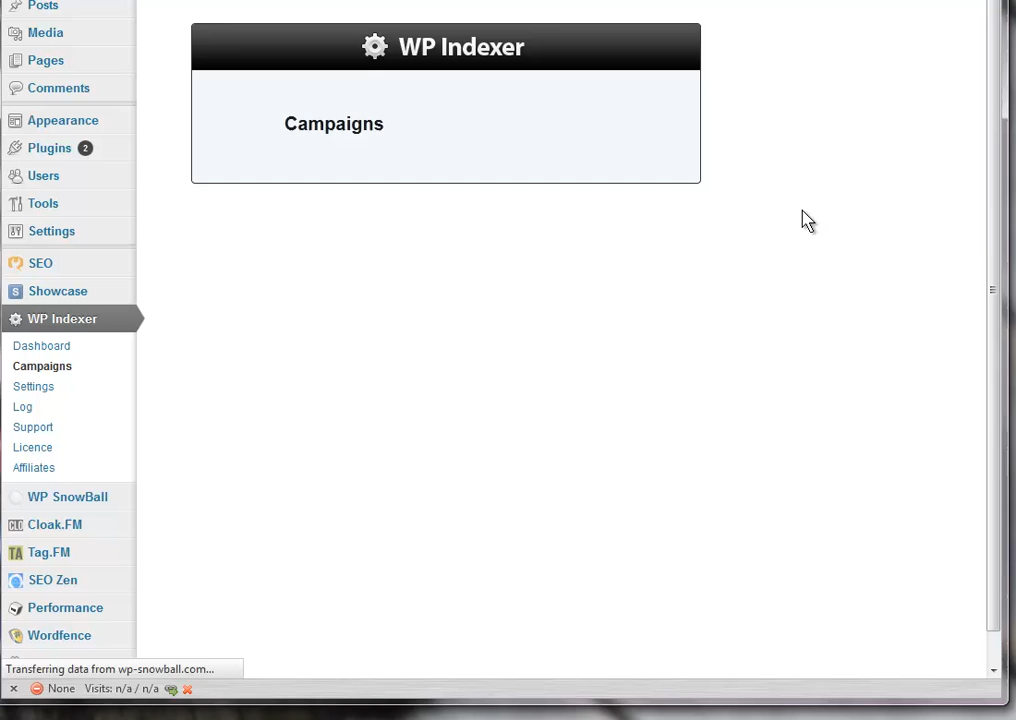 Posts
Media
Pages
Comments
Appearance
Plugins 2
Users
Tools
Settings
SEO
S Showcase
WP Indexer
Dashboard
Campaigns
Settings
Log
Support
Licence
Affiliates
WP SnowBall
Cloak.FM
TA Tag.FM
SEO Zen
Performance
Wordfence
WP Indexer
Campaigns
Transferring data from wp-snowball.com...
None Visits: n/a / n/a